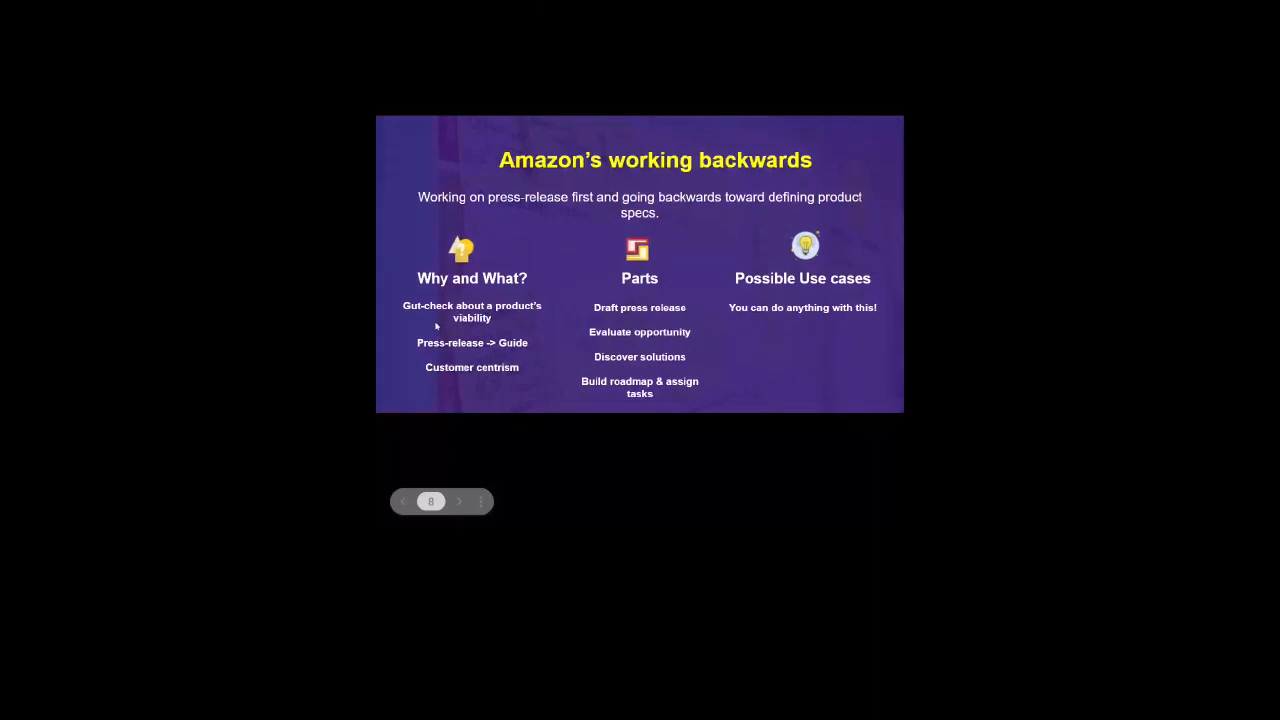 Amazon's working backwards
Working on press-release first and going backwards toward defining product
specs.
Why and What?
Gut-check about a product's
viability
Press-release -> Guide
Customer centrism
Parts
Draft press release
Evaluate opportunity
Discover solutions
Build roadmap & assign
tasks
Possible Use cases
You can do anything with this!
8